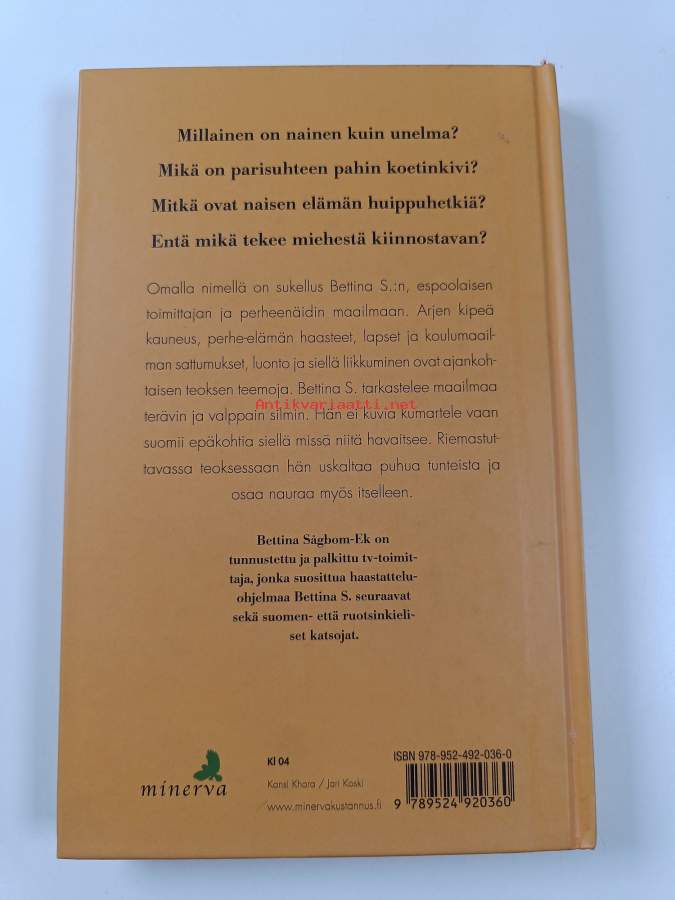 Millainen on nainen kuin unelma?
Mikä on parisuhteen pahin koetinkivi?
Mitkä ovat naisen elämän huippuhetkiä?
Entä mikä tekee miehestä kiinnostavan?
Omalla nimellä on sukellus Bettina S.:n, espoolaisen
toimittajan ja perheenäidin maailmaan. Arjen kipeä
kauneus, perhe-elämän haasteet, lapset ja koulumaail-
man sattumukset, luonto ja siellä liikkuminen ovat ajankoh-
taisen teoksen teemoja. Bettina S. tarkastelee maailmaa
terävin ja valppain silmin. Hän ei kuvia kumartele vaan
Antikvariaatti.net
suomii epäkohtia siellä missä niitä havaitsee. Riemastut-
tavassa teoksessaan hän uskaltaa puhua tunteista ja
osaa nauraa myös itselleen.
Bettina Sågbom-Ek on
tunnustettu ja palkittu tv-toimit-
taja, jonka suosittua haastattelu-
ohjelmaa Bettina S. seuraavat
sekä suomen- että ruotsinkieli-
set katsojat.
minerva
Kl 04
Kansi Khara / Jari Koski
www.minervakustannus.fi
ISBN 978-952-492-036-0
9 789524 920360